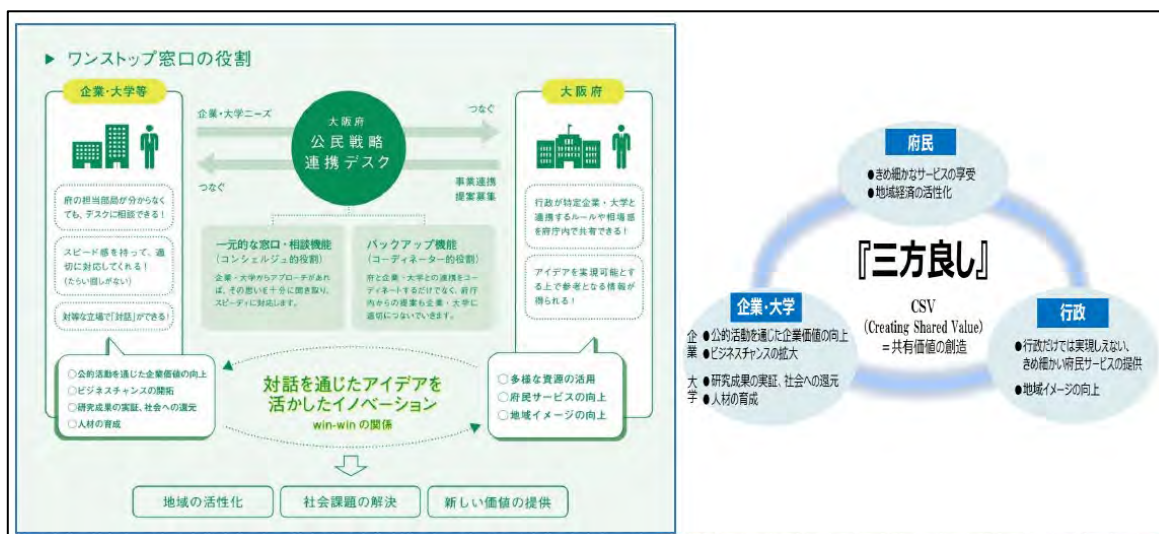 ▶ ワンストップ窓口の役割
企業・大学等
府の担当部局が分からなく
ても、デスクに相談できる!
スピード感を持って、適
切に対応してくれる!
(たらい回しがない)
対等な立場で「対話」ができる!
○公的活動を通じた企業価値の向上
○ビジネスチャンスの開拓
○研究成果の実証、社会への還元
○人材の育成
企業・大学ニーズ
つなぐ
大阪府
公民戦略
連携デスク
つなぐ
事業連携
提案募集
一元的な窓口・相談機能
(コンシェルジュ的役割)
企業・大学からアプローチがあれ
ば、その思いを十分に聞き取り、
スピーディに対応します。
バックアップ機能
(コーディネーター的役割)
府と企業・大学との連携をコー
ディネートするだけでなく、府庁
内からの提案も企業・大学に
適切につないでいきます。
大阪府
行政が特定企業・大学と
連携するルールや相場感
を府庁内で共有できる!
アイデアを実現可能とす
る上で参考となる情報が
得られる!
○多様な資源の活用
○府民サービスの向上
○地域イメージの向上
対話を通じたアイデアを
活かしたイノベーション
win-winの関係
地域の活性化
社会課題の解決
新しい価値の提供
府民
●きめ細かなサービスの享受
●地域経済の活性化
『三方良し』
CSV
(Creating Shared Value)
=共有価値の創造
企業・大学
企業
●公的活動を通じた企業価値の向上
●ビジネスチャンスの拡大
大学
●研究成果の実証、社会への還元
●人材の育成
行政
●行政だけでは実現しえない、
きめ細かい府民サービスの提供
●地域イメージの向上